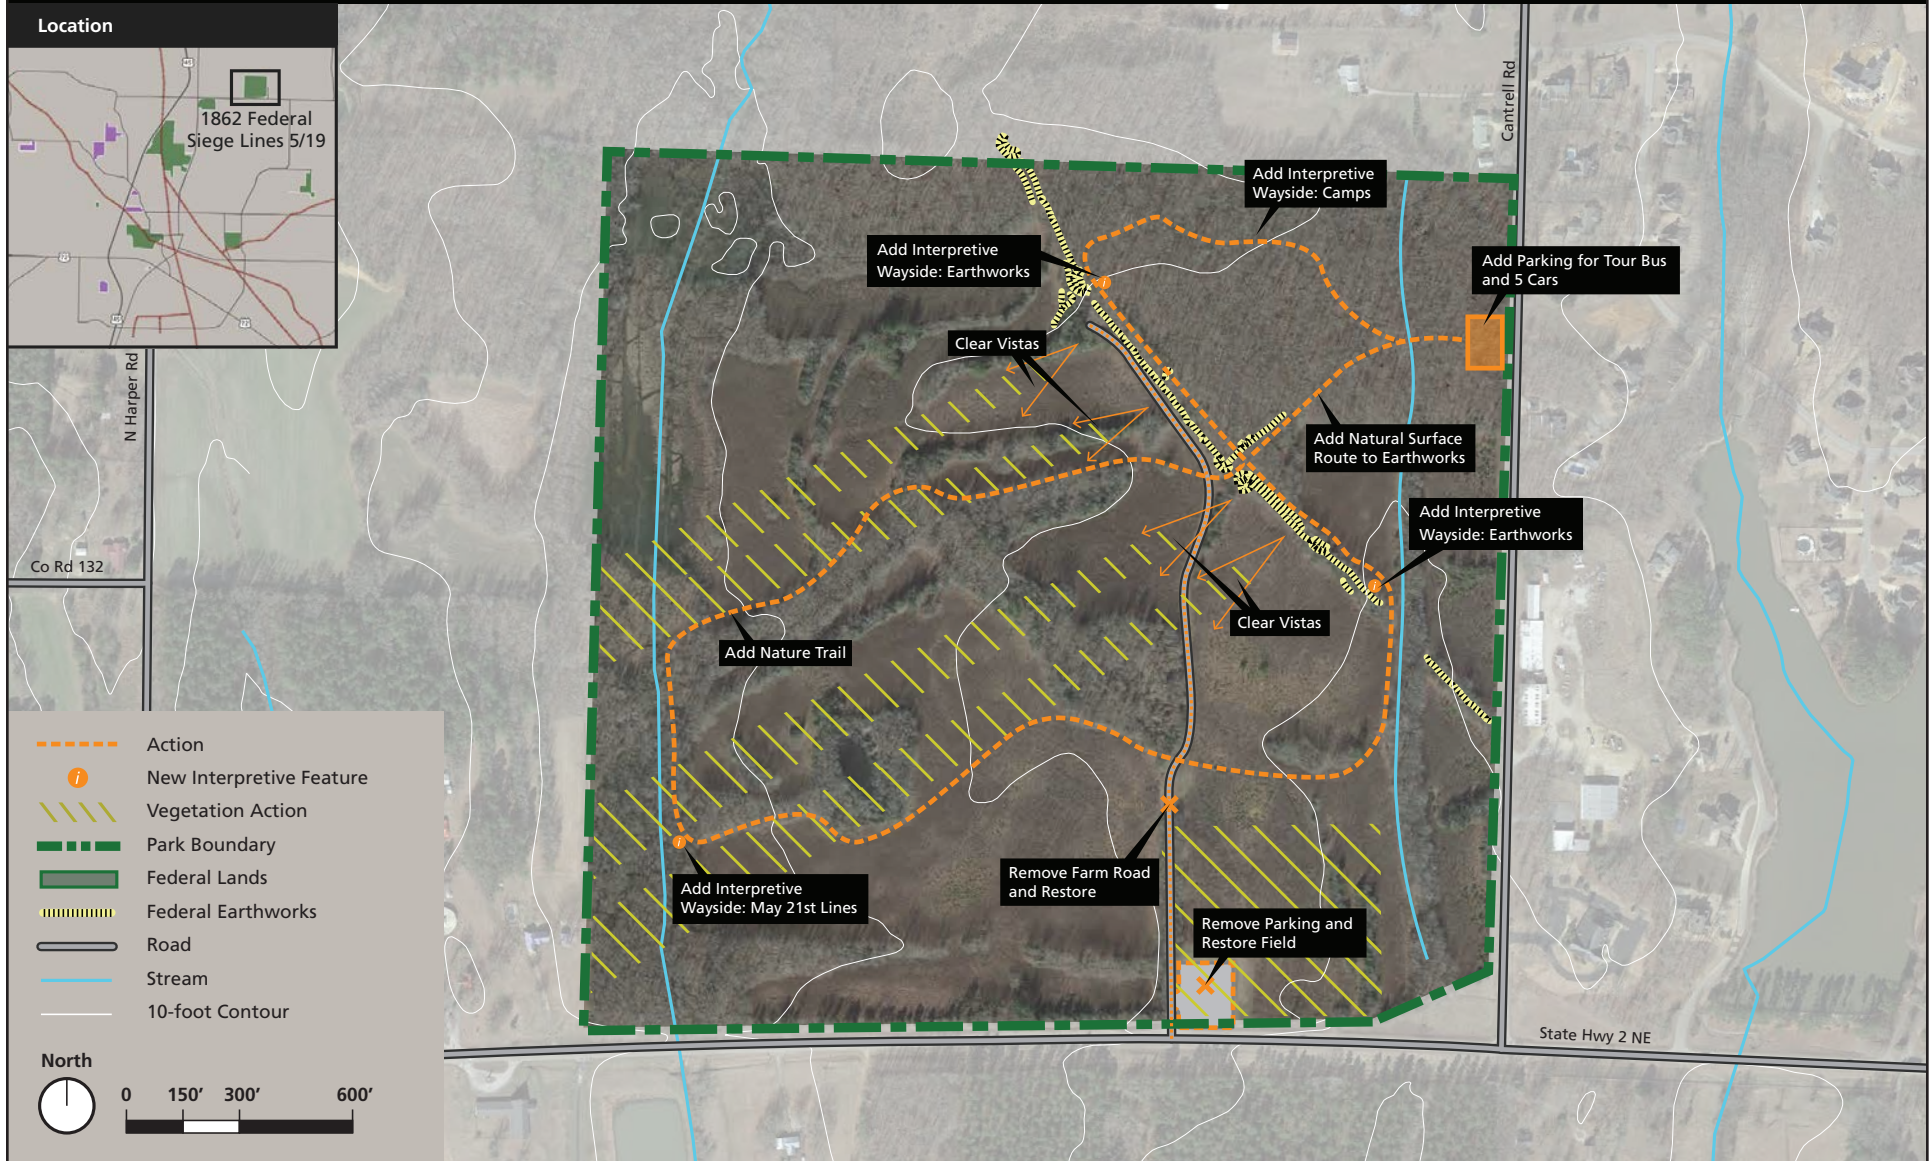 Location
1862 Federal
Siege Lines 5/19
45
72
45
72
Cantrell Rd
N Harper Rd
Co Rd 132
State Hwy 2 NE
Add Interpretive
Wayside: Camps
Add Interpretive
Wayside: Earthworks
Add Parking for Tour Bus
and 5 Cars
Clear Vistas
Add Natural Surface
Route to Earthworks
Add Interpretive
Wayside: Earthworks
Clear Vistas
Add Nature Trail
Add Interpretive
Wayside: May 21st Lines
Remove Farm Road
and Restore
Remove Parking and
Restore Field
i
i
i
Action
i New Interpretive Feature
Vegetation Action
Park Boundary
Federal Lands
Federal Earthworks
Road
Stream
10-foot Contour
North
0 150’ 300’ 600’